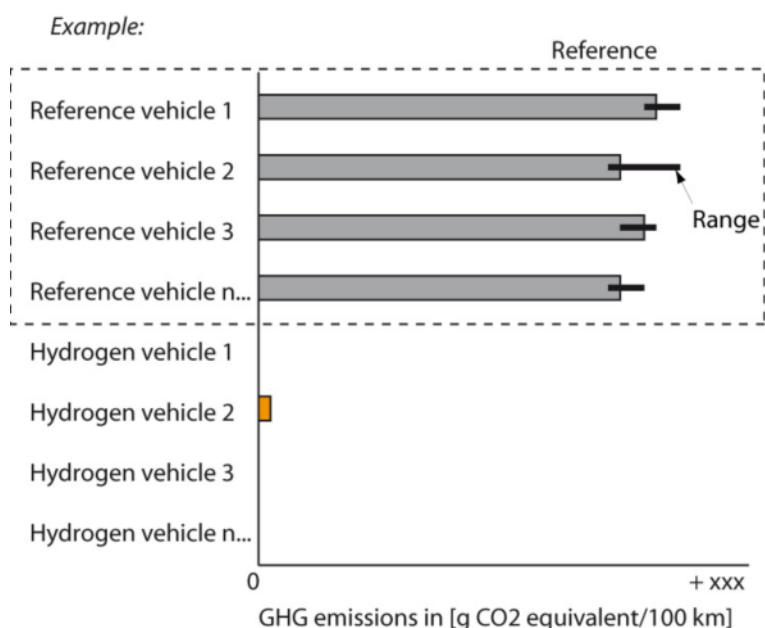 Example:
Reference
Reference vehicle 1
Reference vehicle 2
Range
Reference vehicle 3
Reference vehicle n...
Hydrogen vehicle 1
Hydrogen vehicle 2
Hydrogen vehicle 3
Hydrogen vehicle n...
0
+ xxx
GHG emissions in [g CO2 equivalent/100 km]